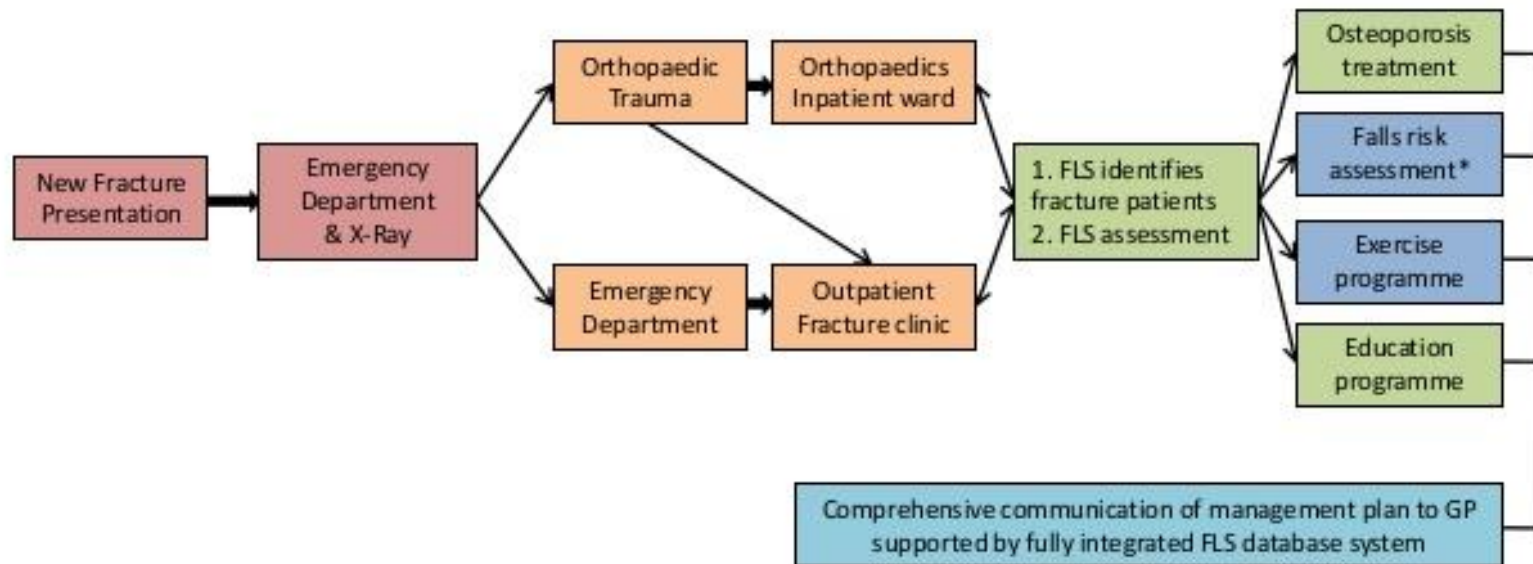 New Fracture
Presentation
Emergency
Department
& X-Ray
Orthopaedic
Trauma
Orthopaedics
Inpatient ward
Emergency
Department
Outpatient
Fracture clinic
1. FLS identifies
fracture patients
2. FLS assessment
Osteoporosis
treatment
Falls risk
assessment*
Exercise
programme
Education
programme
Comprehensive communication of management plan to GP
supported by fully integrated FLS database system